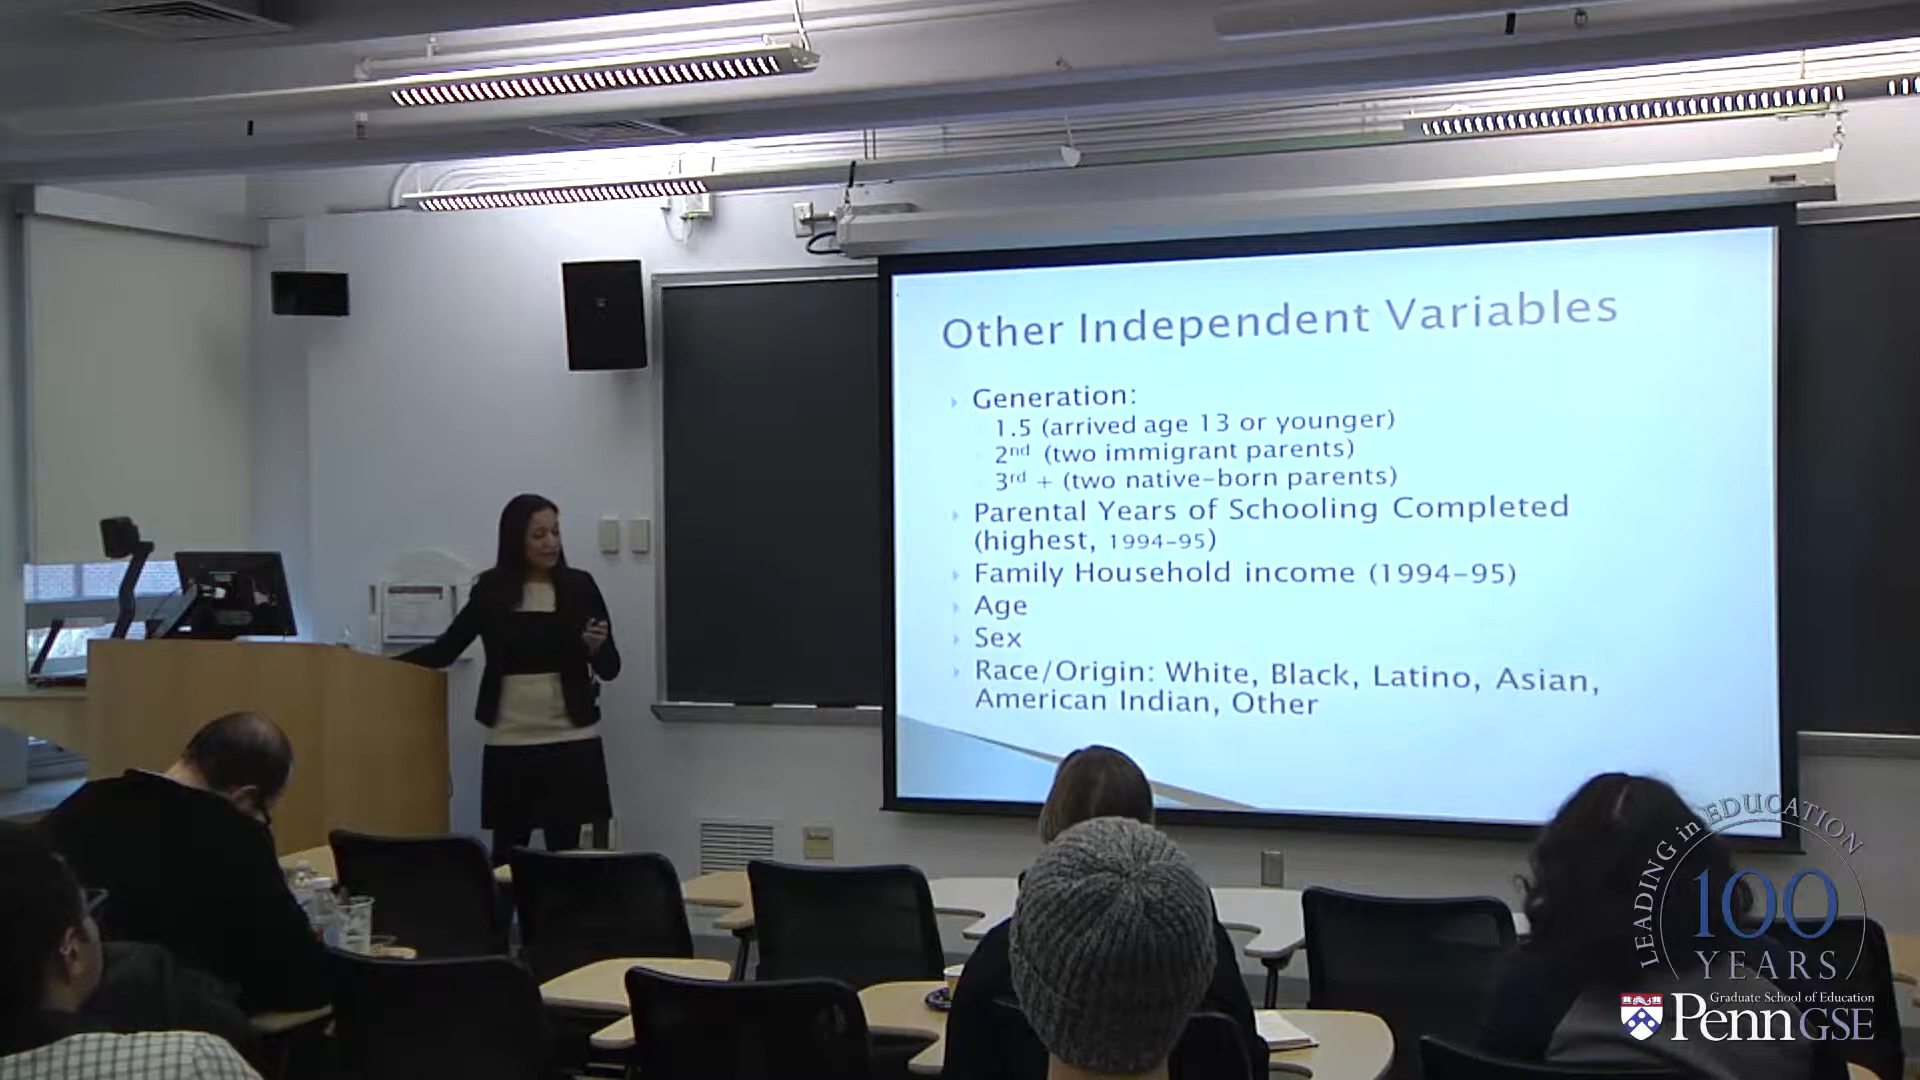 Other Independent Variables
Generation:
1.5 (arrived age 13 or younger)
2nd (two immigrant parents)
3rd + (two native-born parents)
Parental Years of Schooling Completed
(highest, 1994-95)
Family Household income (1994-95)
Age
Sex
Race/Origin: White, Black, Latino, Asian,
American Indian, Other
LEADING in EDUCATION
100
YEARS
Graduate School of Education
PennGSE